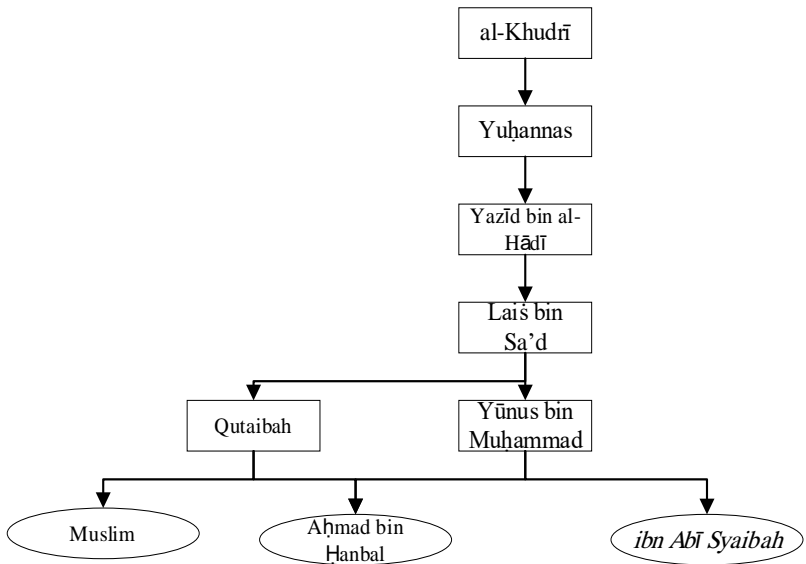 al-Khudrī
Yuḥannas
Yazīd bin al-
Hādī
Laiṡ bin
Sa’d
Qutaibah
Yūnus bin
Muḥammad
Muslim
Aḥmad bin
Ḥanbal
ibn Abī Syaibah